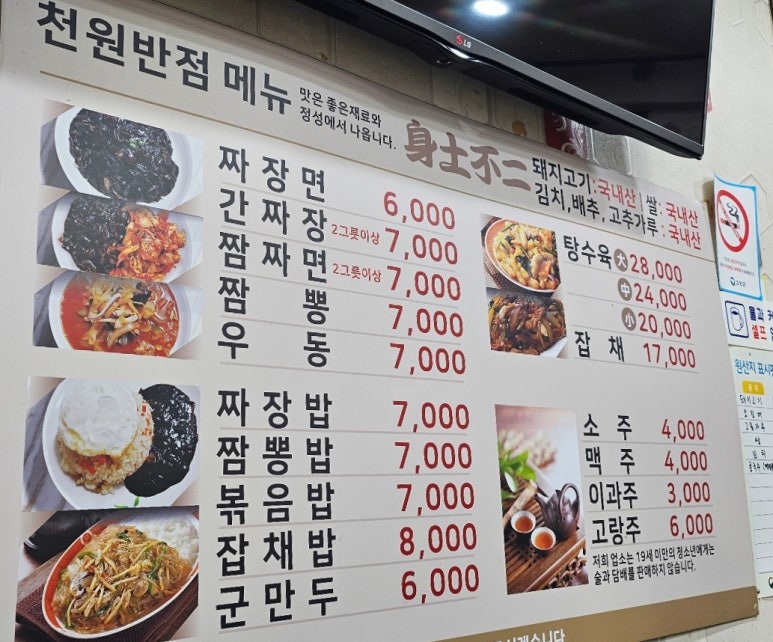 LG
천원반점 메뉴
맛은 좋은재료와
정성에서 나옵니다.
身土不二
돼지고기:국내산 | 쌀:국내산
김치,배추, 고추가루:국내산
짜장면 6,000
간짜장 2그릇이상 7,000
짬짜면 2그릇이상 7,000
짬뽕 7,000
우동 7,000
짜장밥 7,000
짬뽕밥 7,000
볶음밥 7,000
잡채밥 8,000
군만두 6,000
탕수육 大 28,000
中 24,000
小 20,000
잡채 17,000
소주 4,000
맥주 4,000
이과주 3,000
고량주 6,000
저희 업소는 19세 미만의 청소년에게는
술과 담배를 판매하지 않습니다.
물과
셀프
원산지 표시판
돼지고기